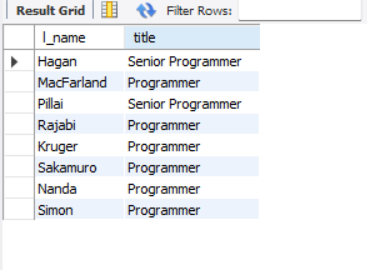 Result Grid Filter Rows:
l_name title
Hagan Senior Programmer
MacFarland Programmer
Pillai Senior Programmer
Rajabi Programmer
Kruger Programmer
Sakamuro Programmer
Nanda Programmer
Simon Programmer